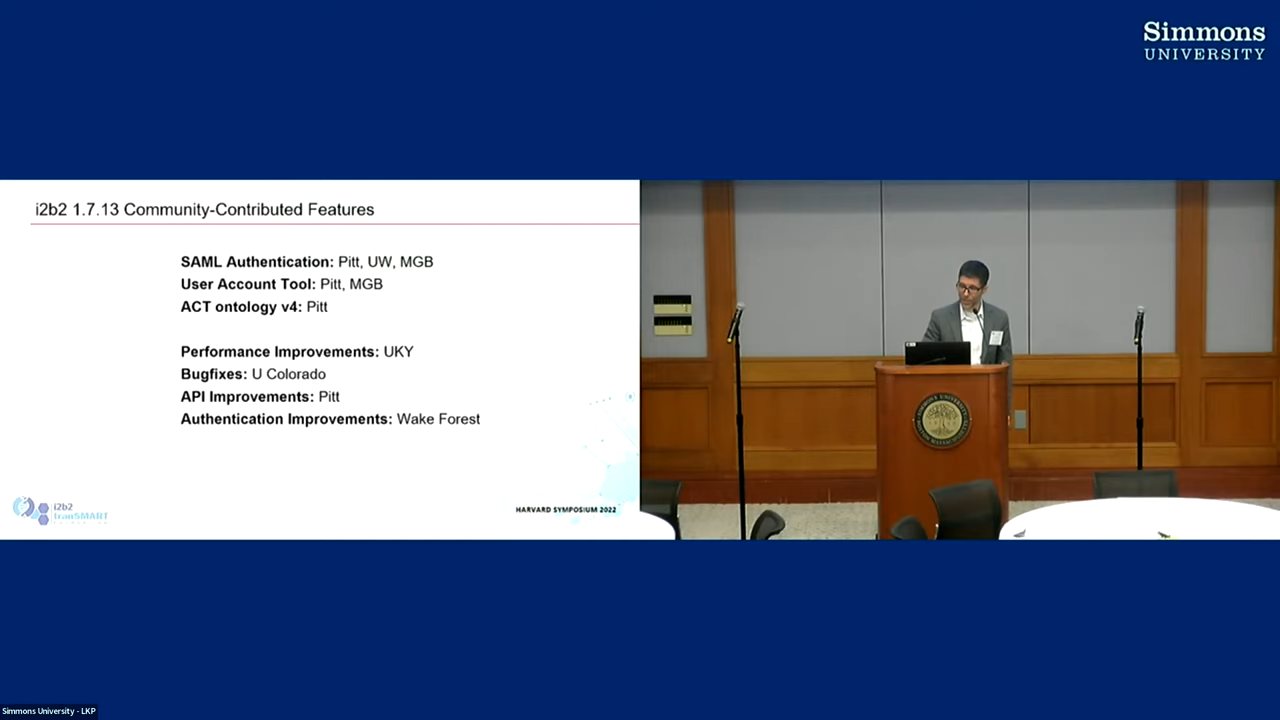 Simmons
UNIVERSITY
i2b2 1.7.13 Community-Contributed Features
SAML Authentication: Pitt, UW, MGB
User Account Tool: Pitt, MGB
ACT ontology v4: Pitt
Performance Improvements: UKY
Bugfixes: U Colorado
API Improvements: Pitt
Authentication Improvements: Wake Forest
i2b2
tranSMART
HARVARD SYMPOSIUM 2022
Simmons University - LKP